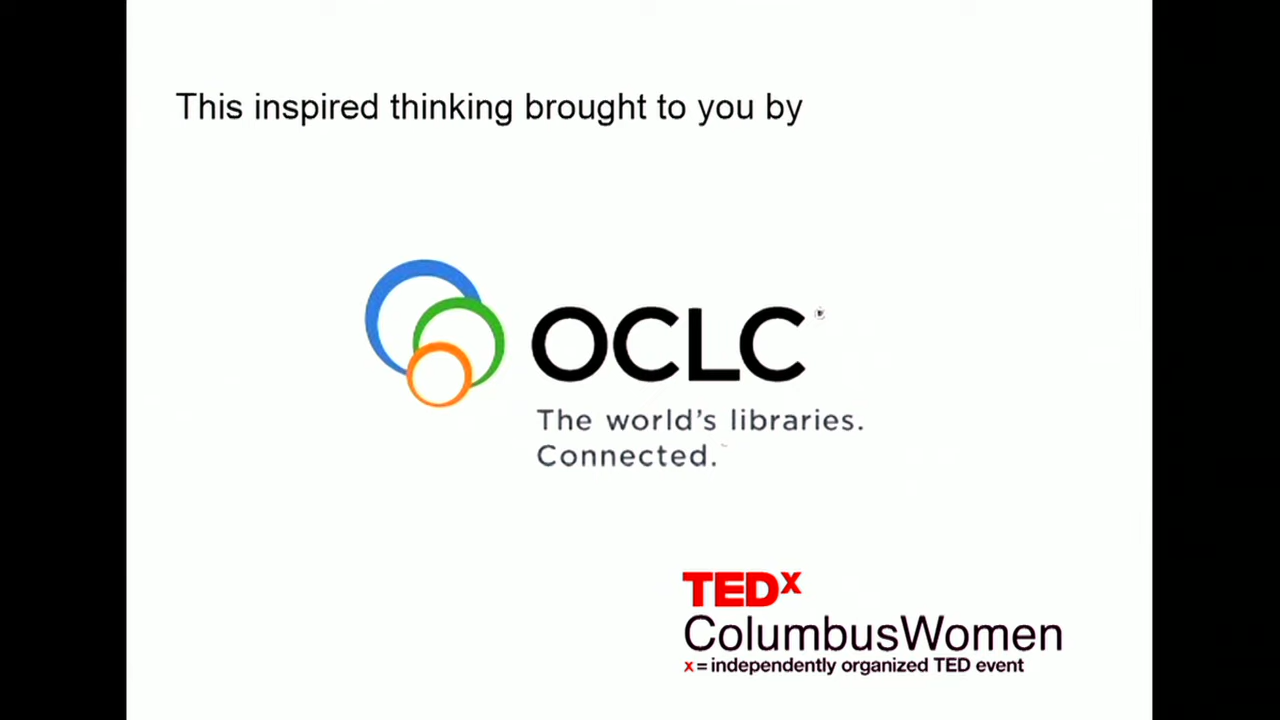 This inspired thinking brought to you by
OCLC
The world's libraries.
Connected.
TEDx
ColumbusWomen
x = independently organized TED event